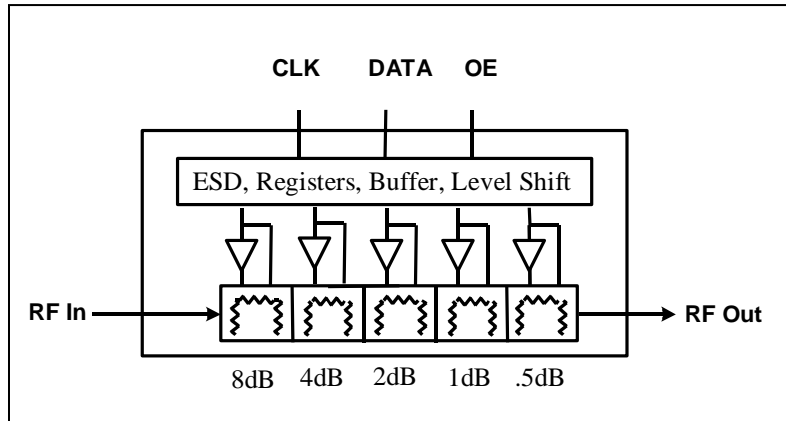 CLK DATA OE
ESD, Registers, Buffer, Level Shift
RF In RF Out
8dB 4dB 2dB 1dB .5dB